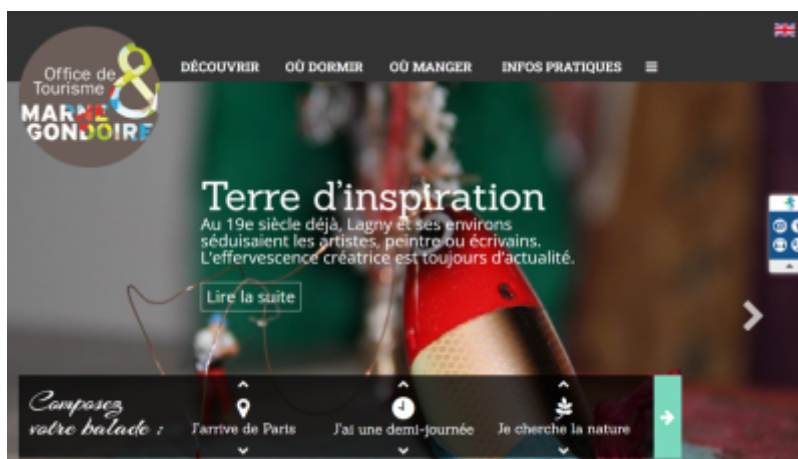 DÉCOUVRIR OÙ DORMIR OÙ MANGER INFOS PRATIQUES
Office de
Tourisme &
MARNE
GONDOIRE
Terre d'inspiration
Au 19e siècle déjà, Lagny et ses environs
séduisaient les artistes, peintre ou écrivains.
L'effervescence créatrice est toujours d'actualité.
Lire la suite
Composez
votre balade :
J'arrive de Paris J'ai une demi-journée Je cherche la nature